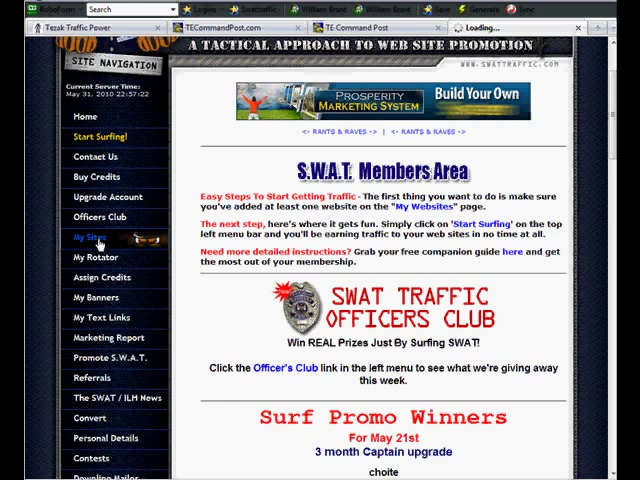 RoboForm Search Logins Swattraffic William Brant William Brant Save Generate Sync
Tezak Traffic Power TECommandPost.com TE Command Post Loading...
SITE NAVIGATION
A TACTICAL APPROACH TO WEB SITE PROMOTION
WWW.SWATTRAFFIC.COM
Current Server Time:
May 31, 2010 22:57:22
Home
Start Surfing!
Contact Us
Buy Credits
Upgrade Account
Officers Club
My Sites
My Rotator
Assign Credits
My Banners
My Text Links
Marketing Report
Promote S.W.A.T.
Referrals
The SWAT / ILH News
Convert
Personal Details
Contests
Downline Mailer
PROSPERITY
MARKETING SYSTEM
Build Your Own
<- RANTS & RAVES -> | <- RANTS & RAVES ->
S.W.A.T. Members Area
Easy Steps To Start Getting Traffic - The first thing you want to do is make sure
you've added at least one website on the "My Websites" page.
The next step, here's where it gets fun. Simply click on 'Start Surfing' on the top
left menu bar and you'll be earning traffic to your web sites in no time at all.
Need more detailed instructions? Grab your free companion guide here and get
the most out of your membership.
SWAT TRAFFIC
OFFICERS CLUB
Win REAL Prizes Just By Surfing SWAT!
Click the Officer's Club link in the left menu to see what we're giving away
this week.
Surf Promo Winners
For May 21st
3 month Captain upgrade
choite